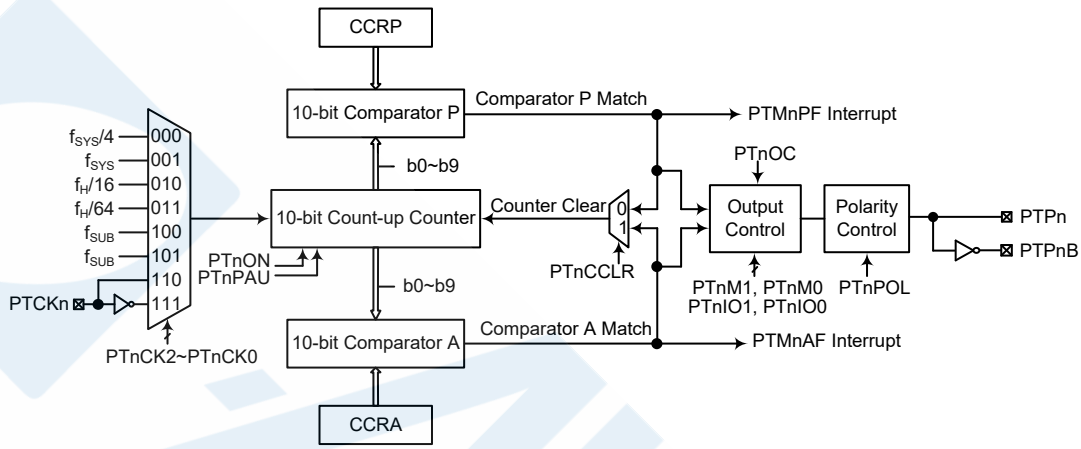 CCRP
10-bit Comparator P
Comparator P Match
PTMnPF Interrupt
b0~b9
fSYS/4
000
fSYS
001
fH/16
010
fH/64
011
fSUB
100
fSUB
101
110
PTCKn
111
PTnCK2~PTnCK0
10-bit Count-up Counter
PTnON
PTnPAU
Counter Clear
0
1
PTnCCLR
PTnOC
Output
Control
PTnM1, PTnM0
PTnIO1, PTnIO0
Polarity
Control
PTnPOL
PTPn
PTPnB
b0~b9
10-bit Comparator A
Comparator A Match
PTMnAF Interrupt
CCRA